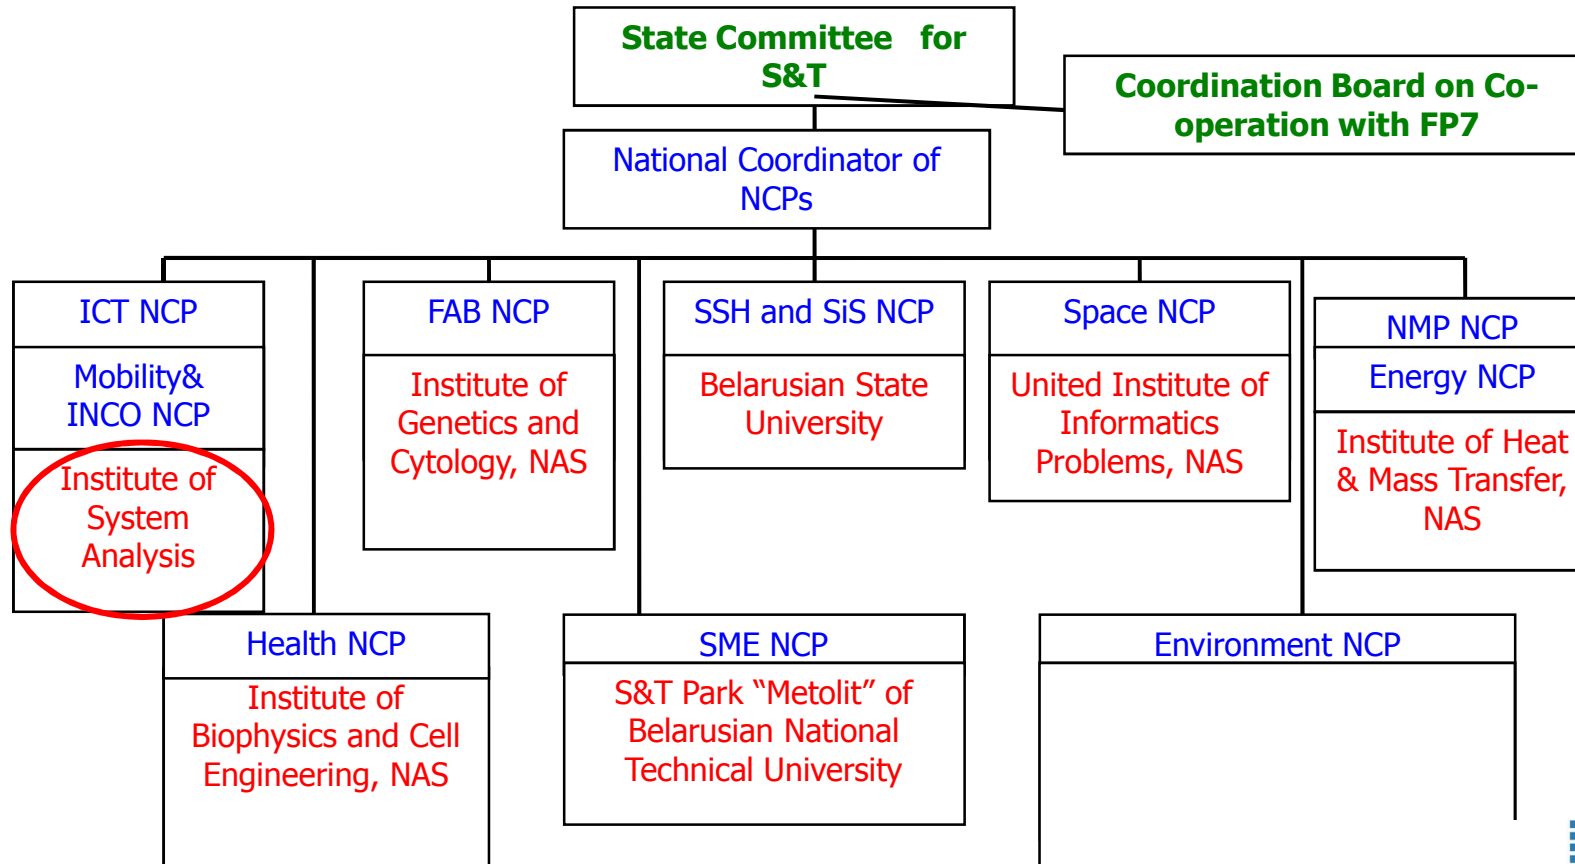 State Committee for
S&T
Coordination Board on Co-
operation with FP7
National Coordinator of
NCPs
ICT NCP
Mobility&
INCO NCP
Institute of
System
Analysis
FAB NCP
Institute of
Genetics and
Cytology, NAS
SSH and SiS NCP
Belarusian State
University
Space NCP
United Institute of
Informatics
Problems, NAS
NMP NCP
Energy NCP
Institute of Heat
& Mass Transfer,
NAS
Health NCP
Institute of
Biophysics and Cell
Engineering, NAS
SME NCP
S&T Park “Metolit” of
Belarusian National
Technical University
Environment NCP